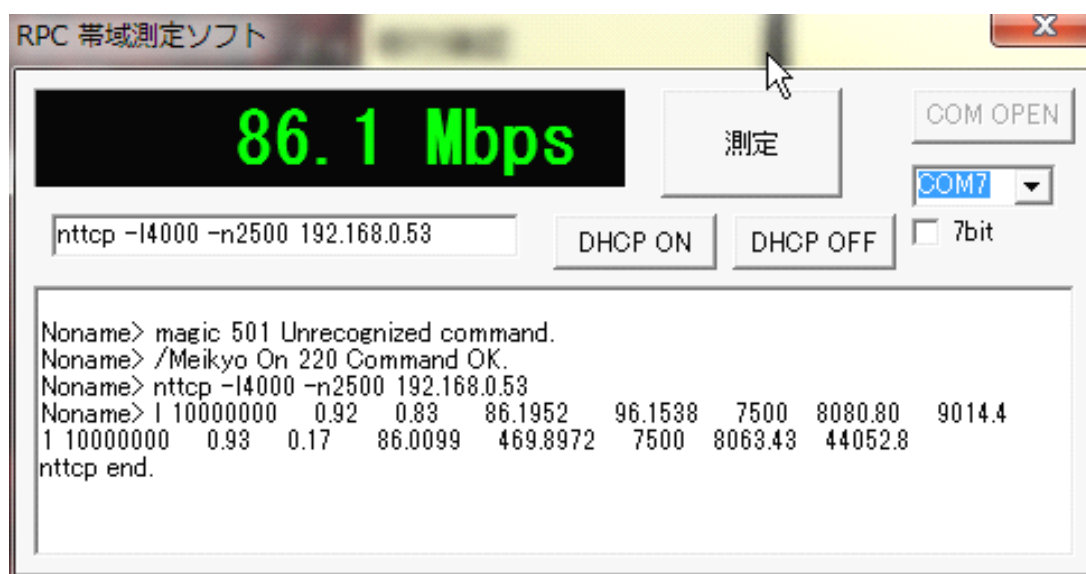 RPC 帯域測定ソフト
86.1 Mbps
測定
COM OPEN
COM7
nttcp -l4000 -n2500 192.168.0.53
DHCP ON
DHCP OFF
7bit
Noname> magic 501 Unrecognized command.
Noname> /Meikyo On 220 Command OK.
Noname> nttcp -l4000 -n2500 192.168.0.53
Noname> l 10000000 0.92 0.83 86.1952 96.1538 7500 8080.80 9014.4
1 10000000 0.93 0.17 86.0099 469.8972 7500 8063.43 44052.8
nttcp end.